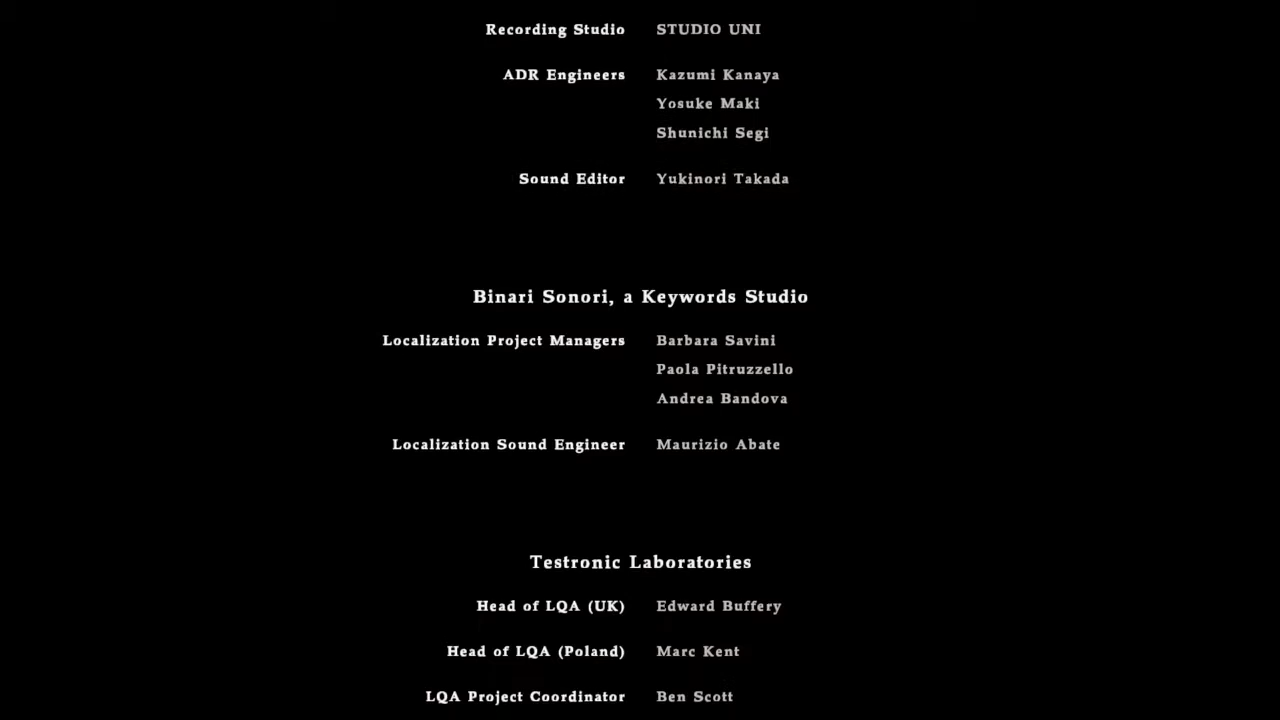 Recording Studio STUDIO UNI
ADR Engineers Kazumi Kanaya
Yosuke Maki
Shunichi Segi
Sound Editor Yukinori Takada
Binari Sonori, a Keywords Studio
Localization Project Managers Barbara Savini
Paola Pitruzzello
Andrea Bandova
Localization Sound Engineer Maurizio Abate
Testronic Laboratories
Head of LQA (UK) Edward Buffery
Head of LQA (Poland) Marc Kent
LQA Project Coordinator Ben Scott